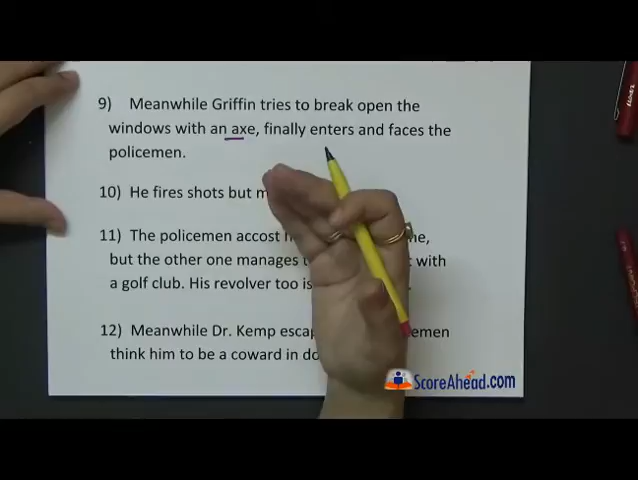 9) Meanwhile Griffin tries to break open the
windows with an axe, finally enters and faces the
policemen.
10) He fires shots but
11) The policemen accost
but the other one manages with
a golf club. His revolver too is
12) Meanwhile Dr. Kemp
think him to be a coward in
ScoreAhead.com